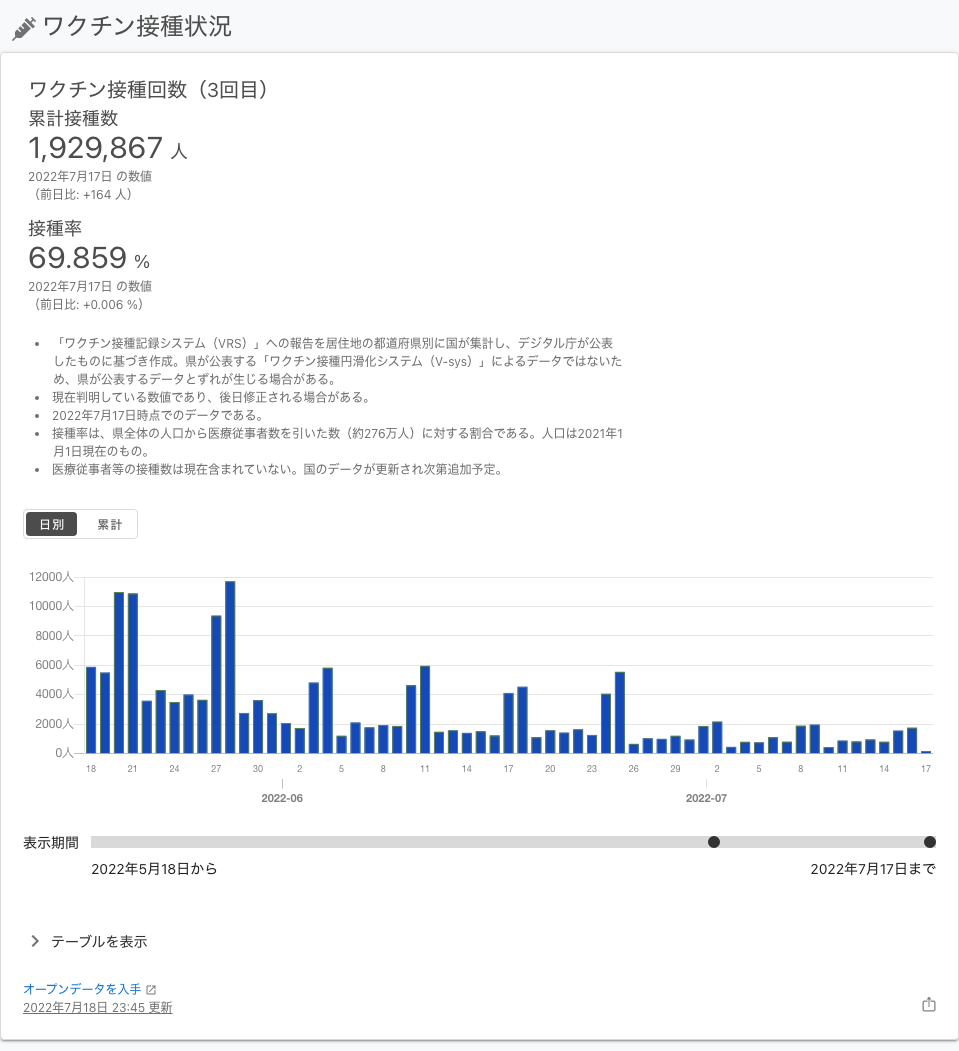 ワクチン接種状況
ワクチン接種回数（3回目）
累計接種数
1,929,867 人
2022年7月17日 の数値
（前日比: +164 人）
接種率
69.859 %
2022年7月17日 の数値
（前日比: +0.006 %）
• 「ワクチン接種記録システム（VRS）」への報告を居住地の都道府県別に国が集計し、デジタル庁が公表
したものに基づき作成。県が公表する「ワクチン接種円滑化システム（V-sys）」によるデータではないた
め、県が公表するデータとずれが生じる場合がある。
• 現在判明している数値であり、後日修正される場合がある。
• 2022年7月17日時点でのデータである。
• 接種率は、県全体の人口から医療従事者数を引いた数（約276万人）に対する割合である。人口は2021年1
月1日現在のもの。
• 医療従事者等の接種数は現在含まれていない。国のデータが更新され次第追加予定。
日別 累計
12000人
10000人
8000人
6000人
4000人
2000人
0人
18 21 24 27 30 2 5 8 11 14 17 20 23 26 29 2 5 8 11 14 17
2022-06 2022-07
表示期間
2022年5月18日から 2022年7月17日まで
テーブルを表示
オープンデータを入手
2022年7月18日 23:45 更新